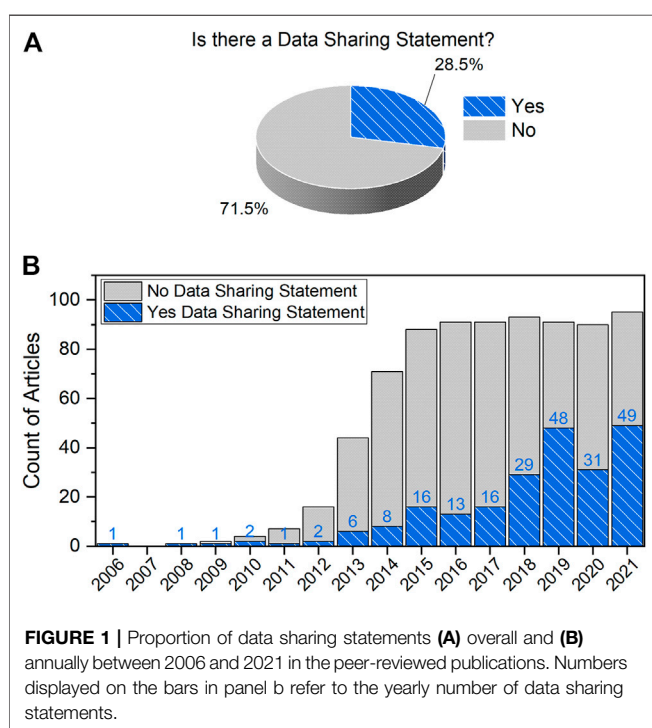 A
Is there a Data Sharing Statement?
28.5%
Yes
No
71.5%
B
No Data Sharing Statement
Yes Data Sharing Statement
Count of Articles
100
80
60
40
20
0
1 1 1 2 1 2 6 8 16 13 16 29 48 31 49
2006 2007 2008 2009 2010 2011 2012 2013 2014 2015 2016 2017 2018 2019 2020 2021
FIGURE 1 | Proportion of data sharing statements (A) overall and (B)
annually between 2006 and 2021 in the peer-reviewed publications. Numbers
displayed on the bars in panel b refer to the yearly number of data sharing
statements.